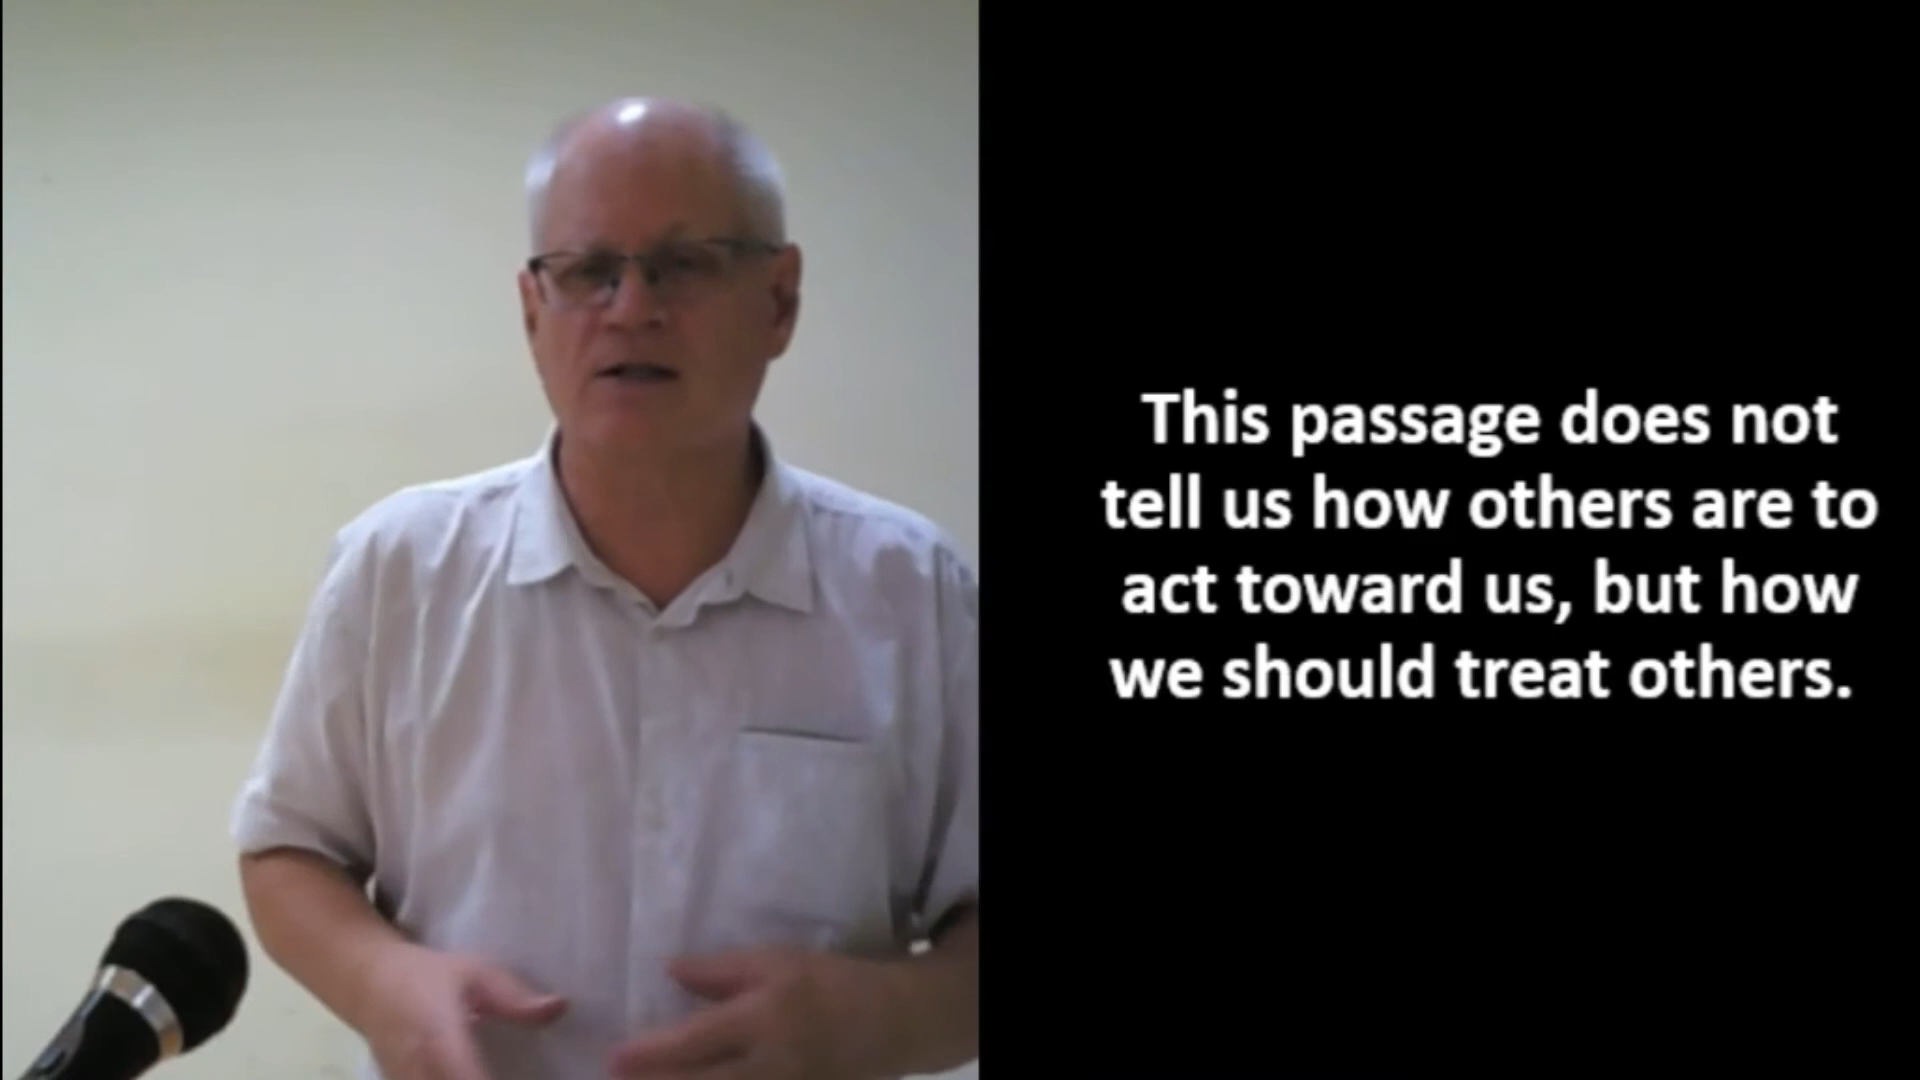 This passage does not
tell us how others are to
act toward us, but how
we should treat others.